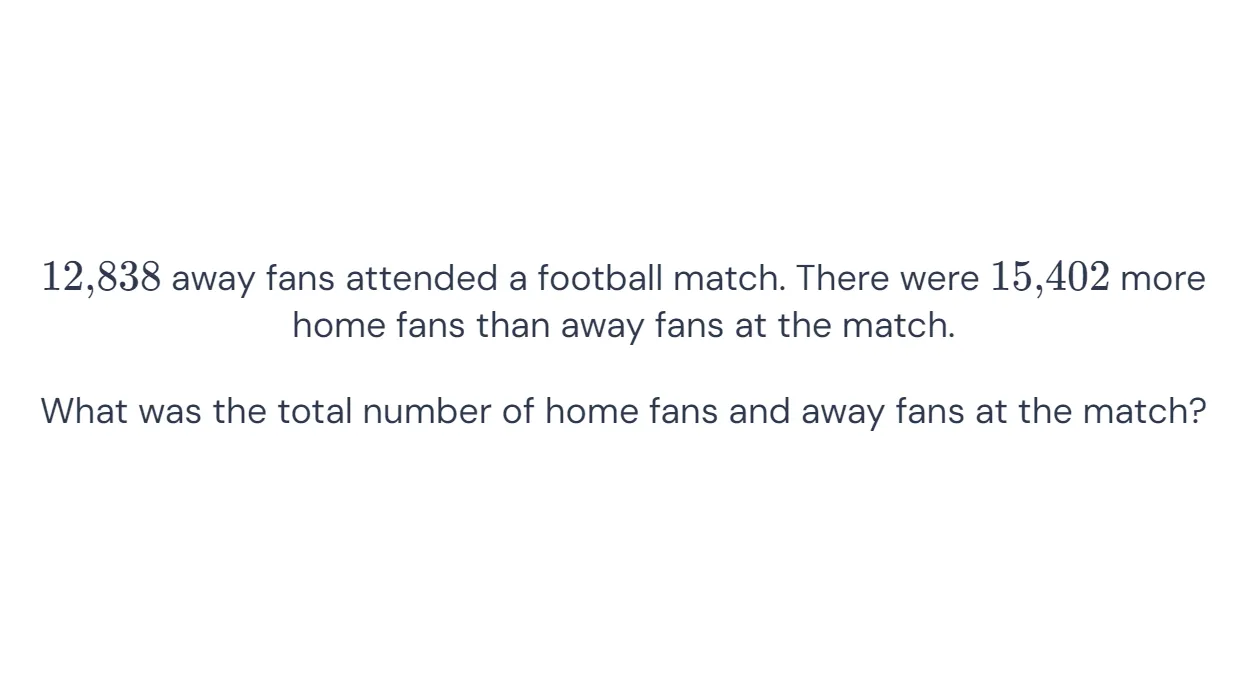 12,838 away fans attended a football match. There were 15,402 more
home fans than away fans at the match.
What was the total number of home fans and away fans at the match?